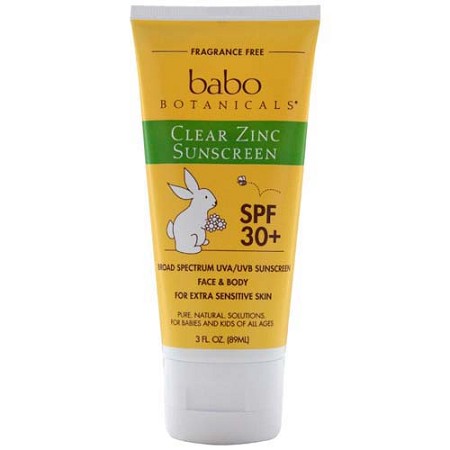 FRAGRANCE FREE
babo
BOTANICALS®
CLEAR ZINC
SUNSCREEN
SPF
30+
BROAD SPECTRUM UVA/UVB SUNSCREEN
FACE & BODY
FOR EXTRA SENSITIVE SKIN
PURE. NATURAL. SOLUTIONS.
FOR BABIES AND KIDS OF ALL AGES
3 FL. OZ. (89ML)